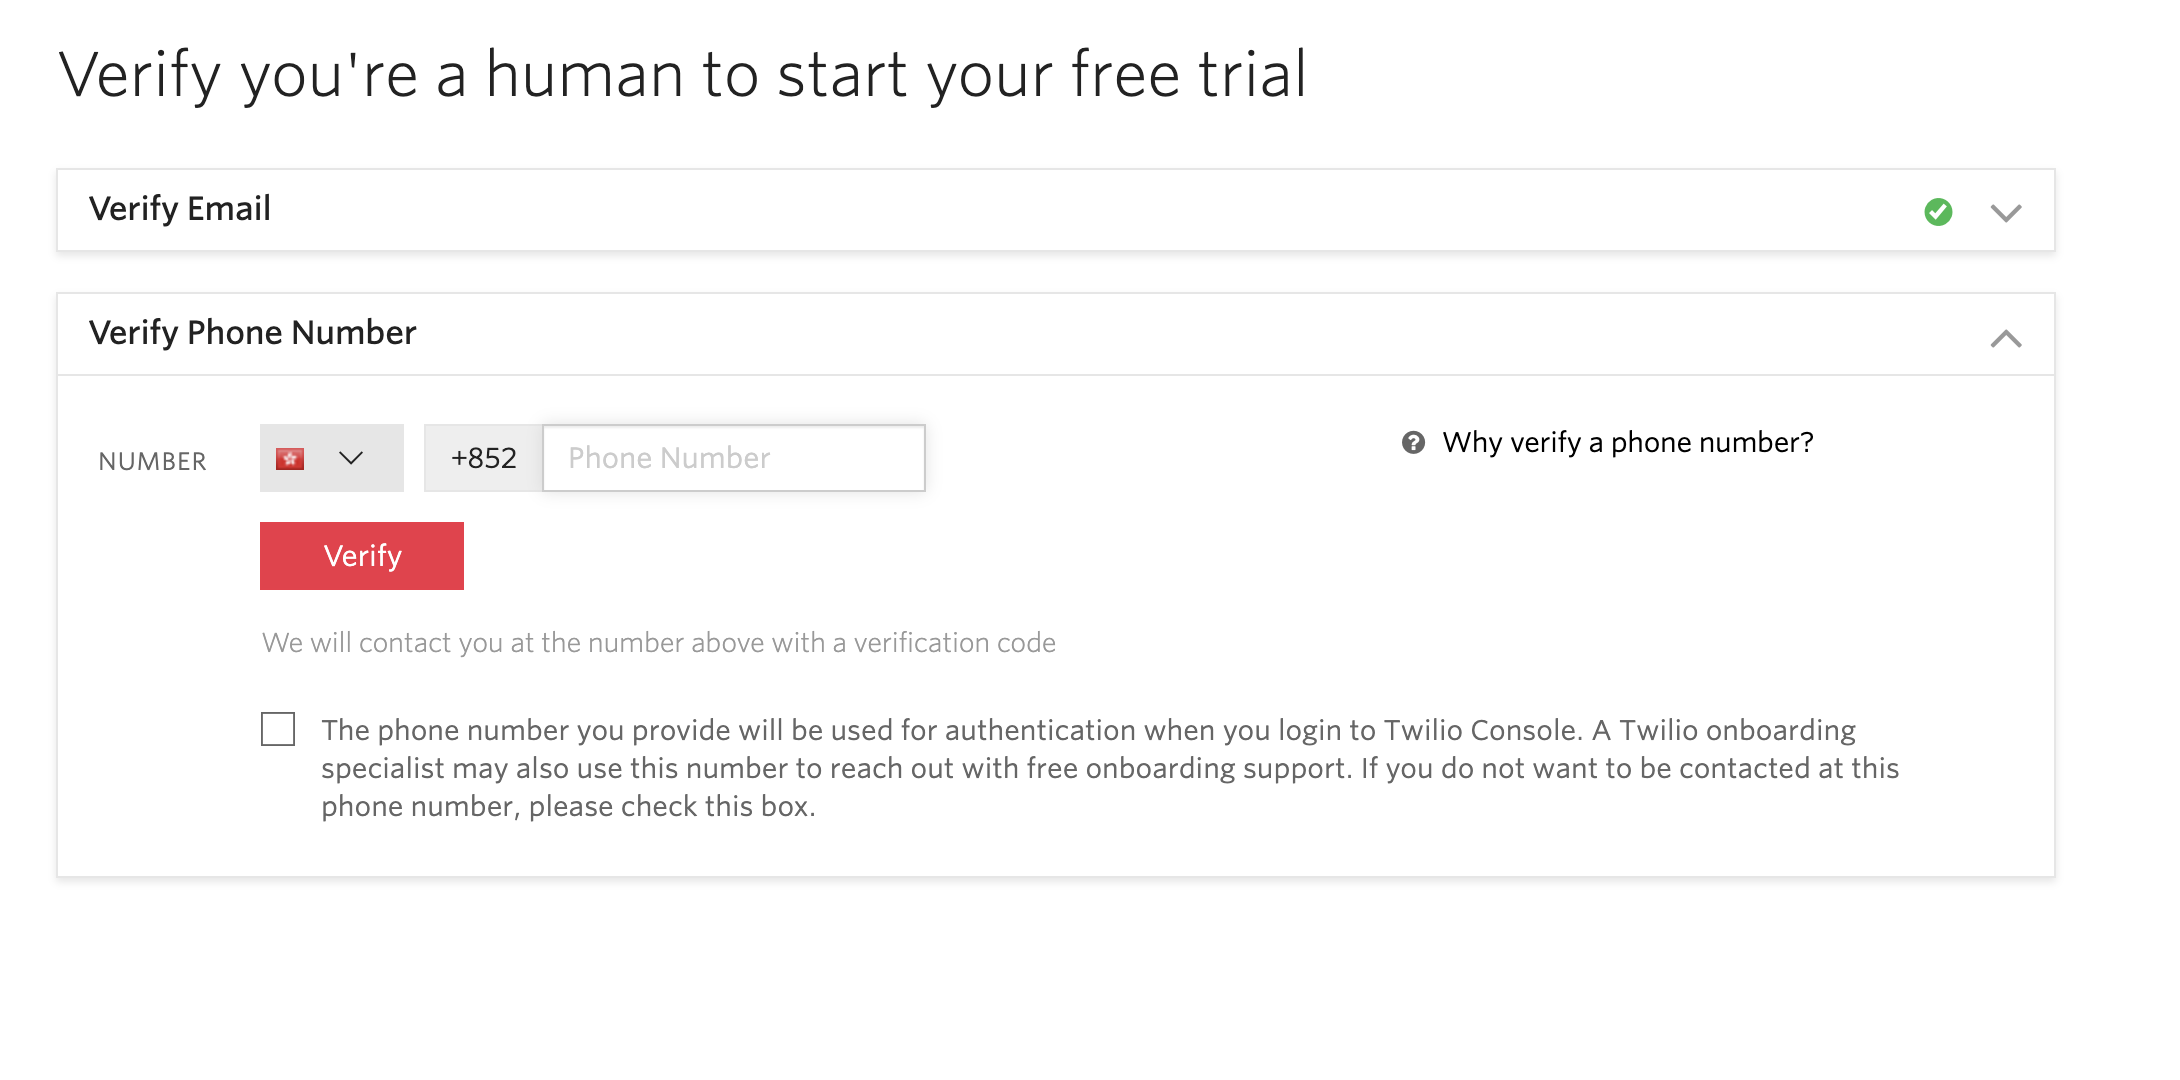 Verify you're a human to start your free trial
Verify Email
Verify Phone Number
NUMBER
+852
Phone Number
Why verify a phone number?
Verify
We will contact you at the number above with a verification code
The phone number you provide will be used for authentication when you login to Twilio Console. A Twilio onboarding
specialist may also use this number to reach out with free onboarding support. If you do not want to be contacted at this
phone number, please check this box.